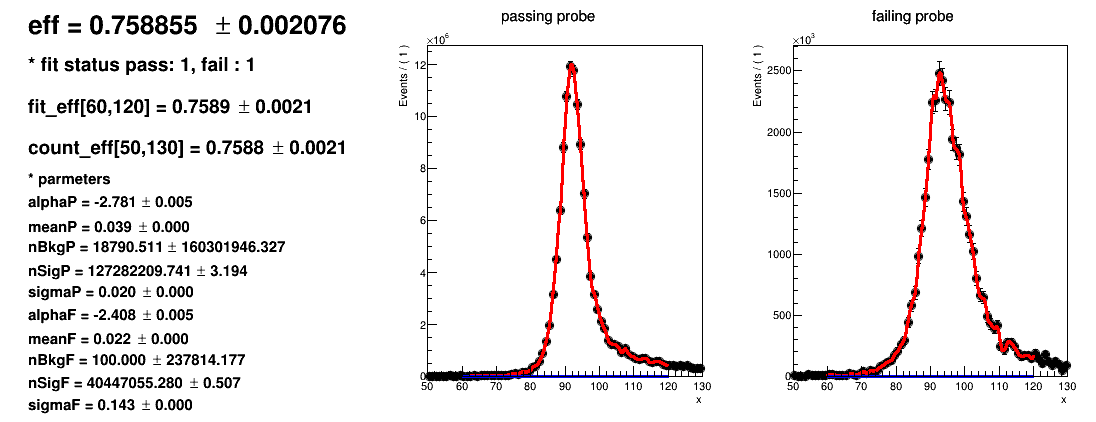 eff = 0.758855 ± 0.002076
* fit status pass: 1, fail : 1
fit_eff[60,120] = 0.7589 ± 0.0021
count_eff[50,130] = 0.7588 ± 0.0021
* parmeters
alphaP = -2.781 ± 0.005
meanP = 0.039 ± 0.000
nBkgP = 18790.511 ± 160301946.327
nSigP = 127282209.741 ± 3.194
sigmaP = 0.020 ± 0.000
alphaF = -2.408 ± 0.005
meanF = 0.022 ± 0.000
nBkgF = 100.000 ± 237814.177
nSigF = 40447055.280 ± 0.507
sigmaF = 0.143 ± 0.000
passing probe
×10⁶
Events / ( 1 )
12
10
8
6
4
2
0
50 60 70 80 90 100 110 120 130
x
failing probe
×10³
Events / ( 1 )
2500
2000
1500
1000
500
0
50 60 70 80 90 100 110 120 130
x